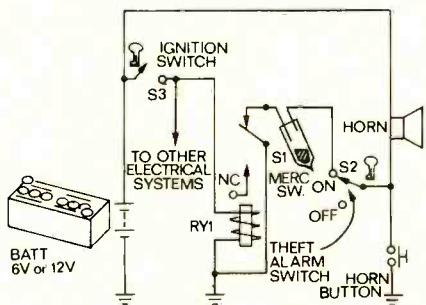 IGNITION
SWITCH
S3
TO OTHER
ELECTRICAL
SYSTEMS
NC
RY1
S1
MERC
SW.
ON
S2
HORN
OFF
THEFT
ALARM
SWITCH
HORN
BUTTON
BATT
6V or 12V